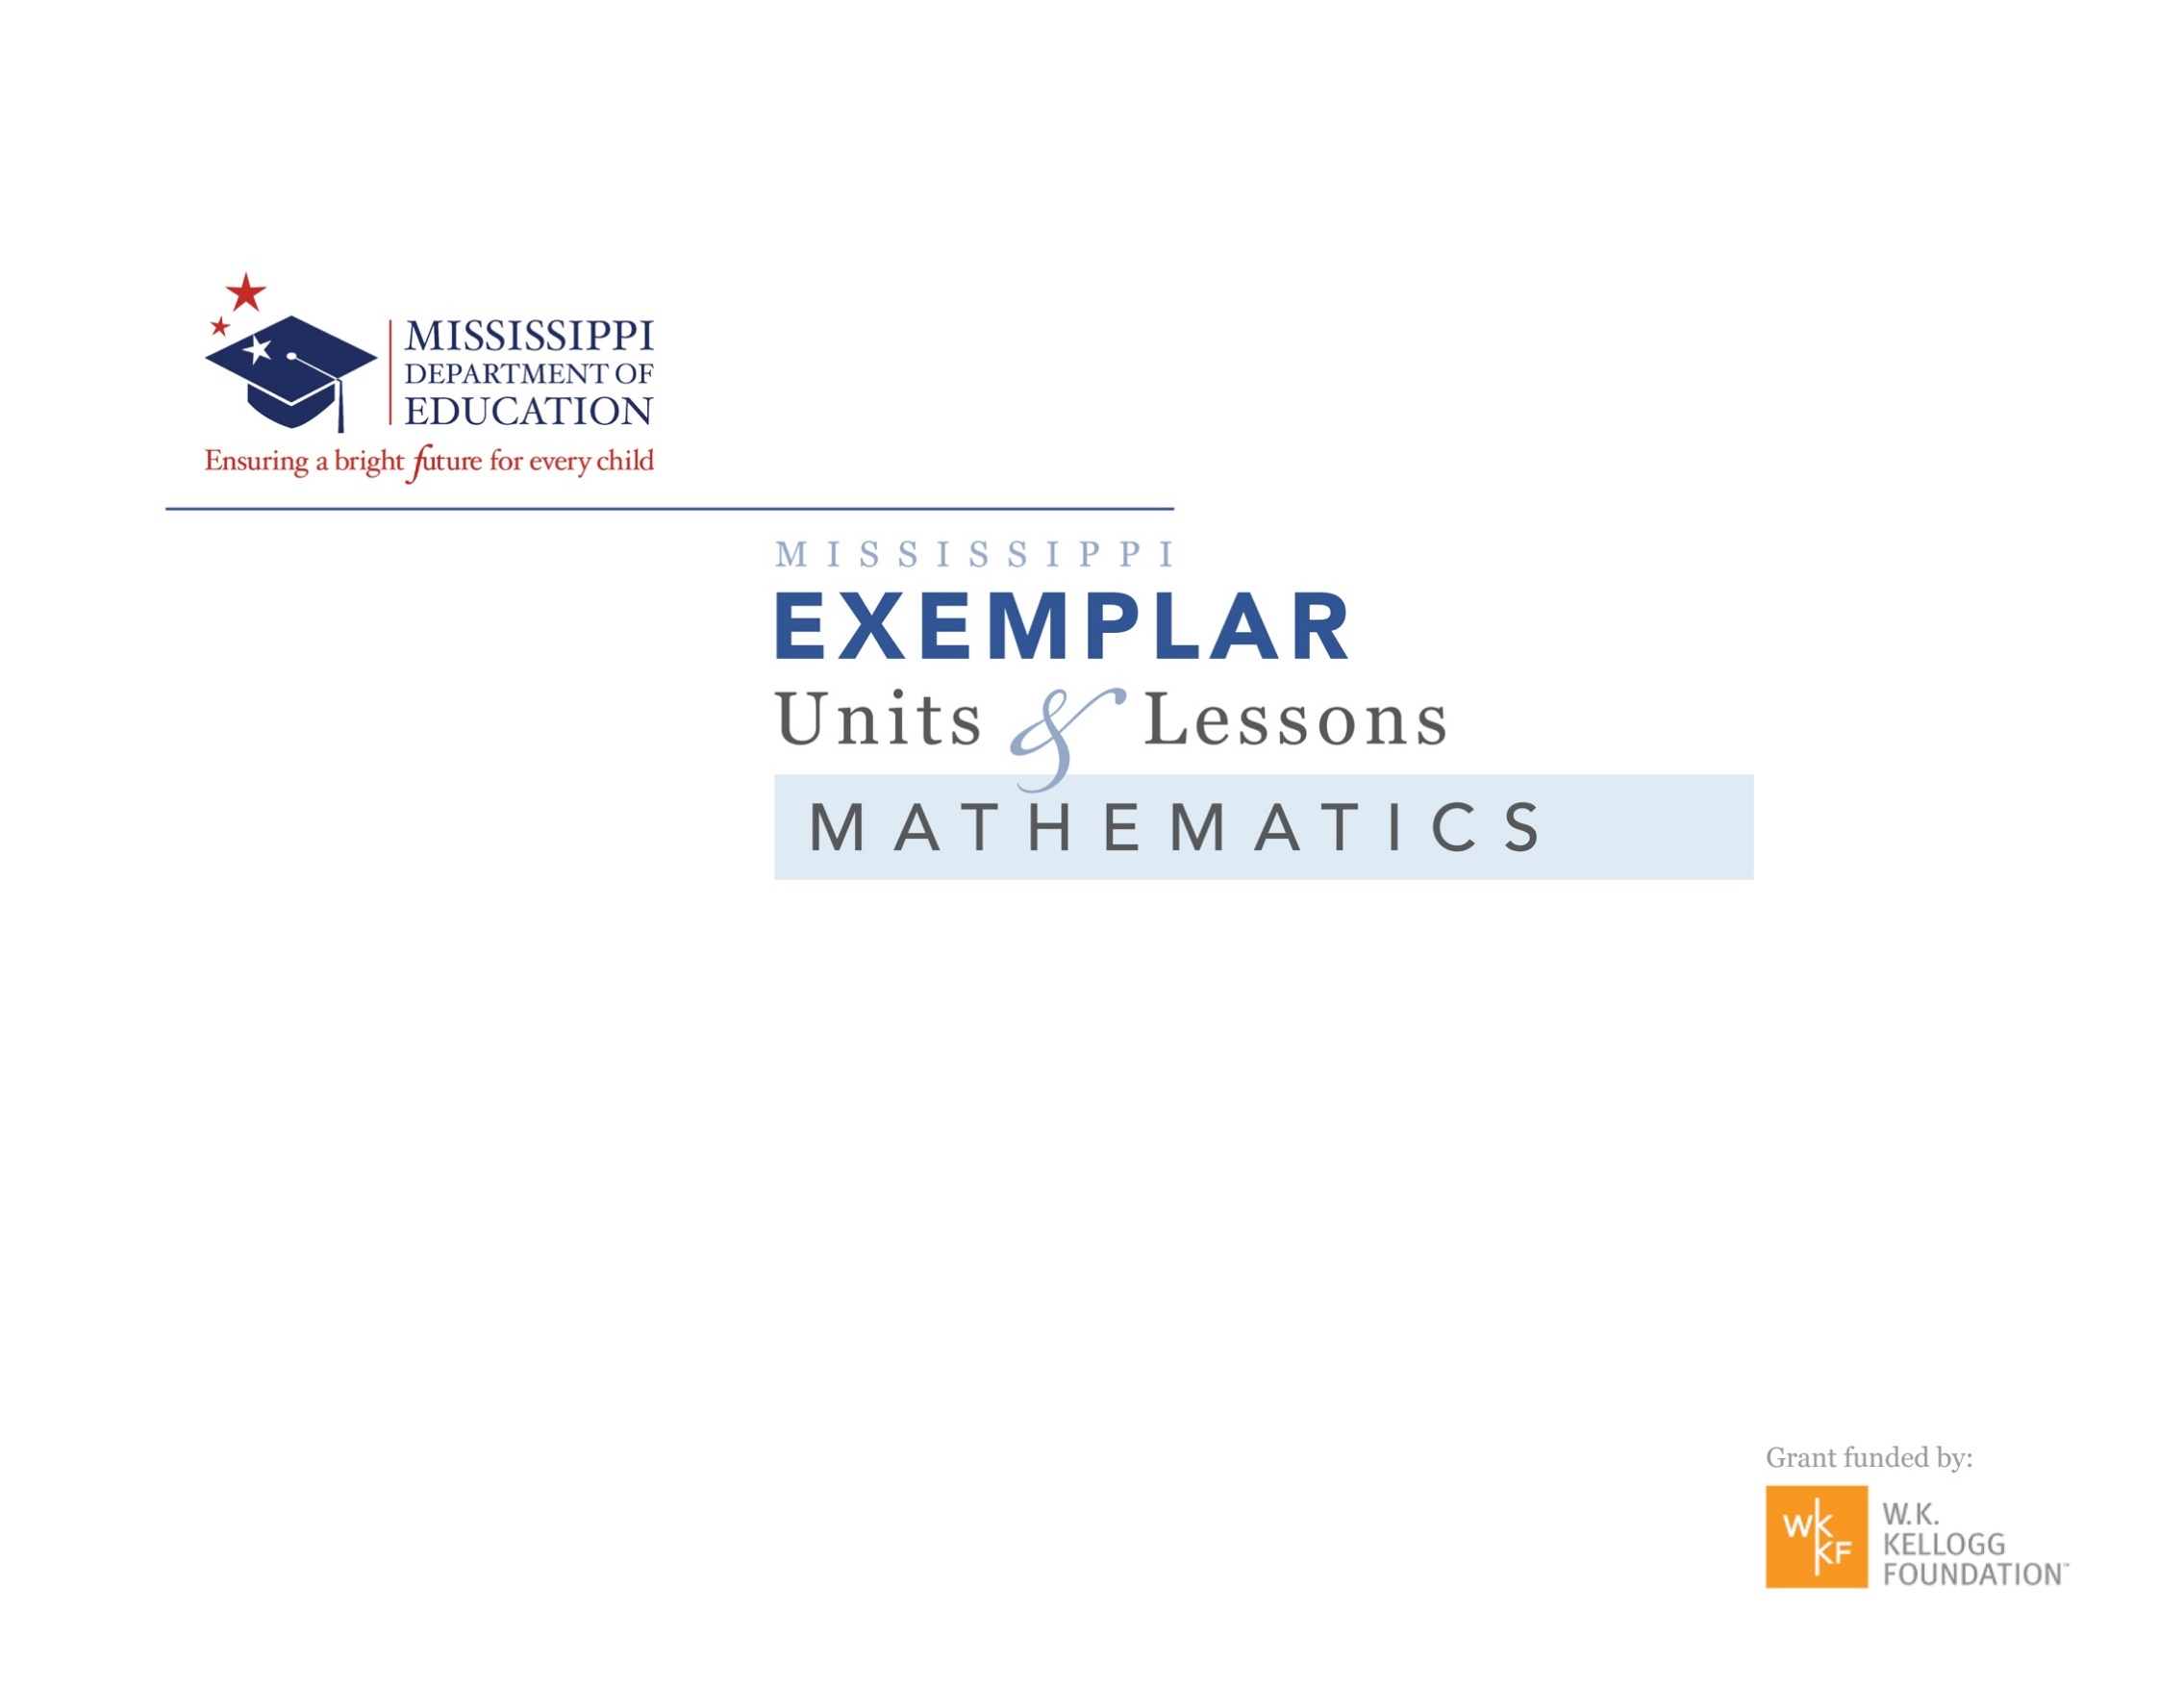 MISSISSIPPI
DEPARTMENT OF
EDUCATION
Ensuring a bright future for every child
MISSISSIPPI
EXEMPLAR
Units & Lessons
MATHEMATICS
Grant funded by:
WK
KF
W.K.
KELLOGG
FOUNDATION™